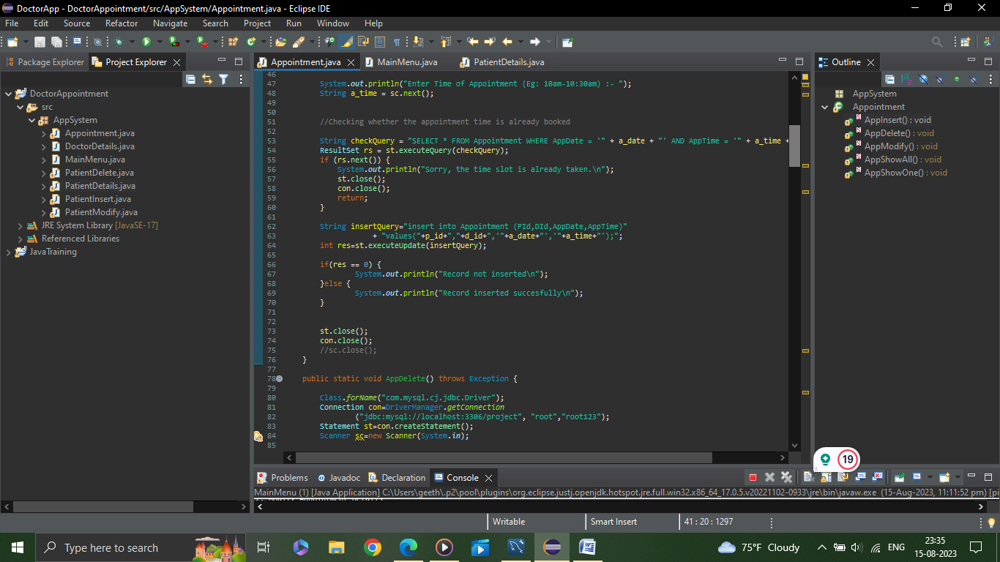 DoctorApp - DoctorAppointment/src/AppSystem/Appointment.java - Eclipse IDE
File Edit Source Refactor Navigate Search Project Run Window Help
Package Explorer Project Explorer
DoctorAppointment
src
AppSystem
Appointment.java
DoctorDetails.java
MainMenu.java
PatientDelete.java
PatientDetails.java
PatientInsert.java
PatientModify.java
JRE System Library [JavaSE-17]
Referenced Libraries
JavaTraining
Appointment.java MainMenu.java PatientDetails.java
46
47 System.out.println("Enter Time of Appointment (Eg: 10am-10:30am) :- ");
48 String a_time = sc.next();
49
50
51 //Checking whether the appointment time is already booked
52
53 String checkQuery = "SELECT * FROM Appointment WHERE AppDate = '" + a_date + "' AND AppTime = '" + a_time +
54 ResultSet rs = st.executeQuery(checkQuery);
55 if (rs.next()) {
56 System.out.println("Sorry, the time slot is already taken.\n");
57 st.close();
58 con.close();
59 return;
60 }
61
62 String insertQuery="insert into Appointment (PId,DId,AppDate,AppTime)"
63 + "values("+p_id+","+d_id+",'"+a_date+"','"+a_time+"');";
64 int res=st.executeUpdate(insertQuery);
65
66 if(res == 0) {
67 System.out.println("Record not inserted\n");
68 }else {
69 System.out.println("Record inserted succesfully\n");
70 }
71
72
73 st.close();
74 con.close();
75 //sc.close();
76 }
77
78 public static void AppDelete() throws Exception {
79
80 Class.forName("com.mysql.cj.jdbc.Driver");
81 Connection con=DriverManager.getConnection
82 ("jdbc:mysql://localhost:3306/project", "root","root123");
83 Statement st=con.createStatement();
84 Scanner sc=new Scanner(System.in);
85
Outline
AppSystem
Appointment
AppInsert() : void
AppDelete() : void
AppModify() : void
AppShowAll() : void
AppShowOne() : void
19
Problems Javadoc Declaration Console
MainMenu (1) [Java Application] C:\Users\geeth\.p2\pool\plugins\org.eclipse.justj.openjdk.hotspot.jre.full.win32.x86_64_17.0.5.v20221102-0933\jre\bin\javaw.exe (15-Aug-2023, 11:11:52 pm) [pi
Writable Smart Insert 41 : 20 : 1297
Type here to search
75°F Cloudy
ENG
23:35
15-08-2023